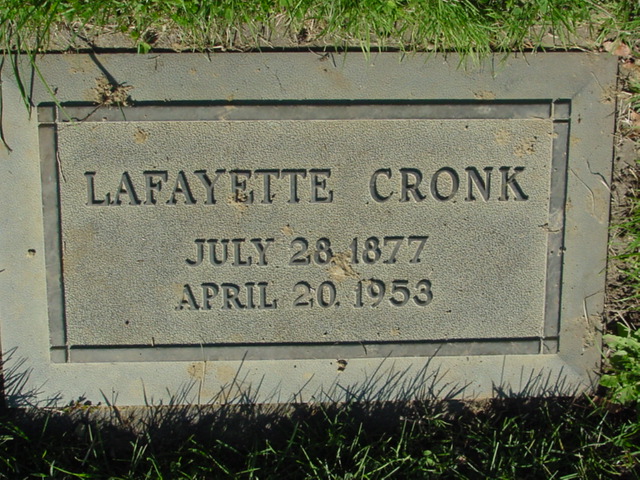 LAFAYETTE CRONK
JULY 28 1877
APRIL 20. 1953